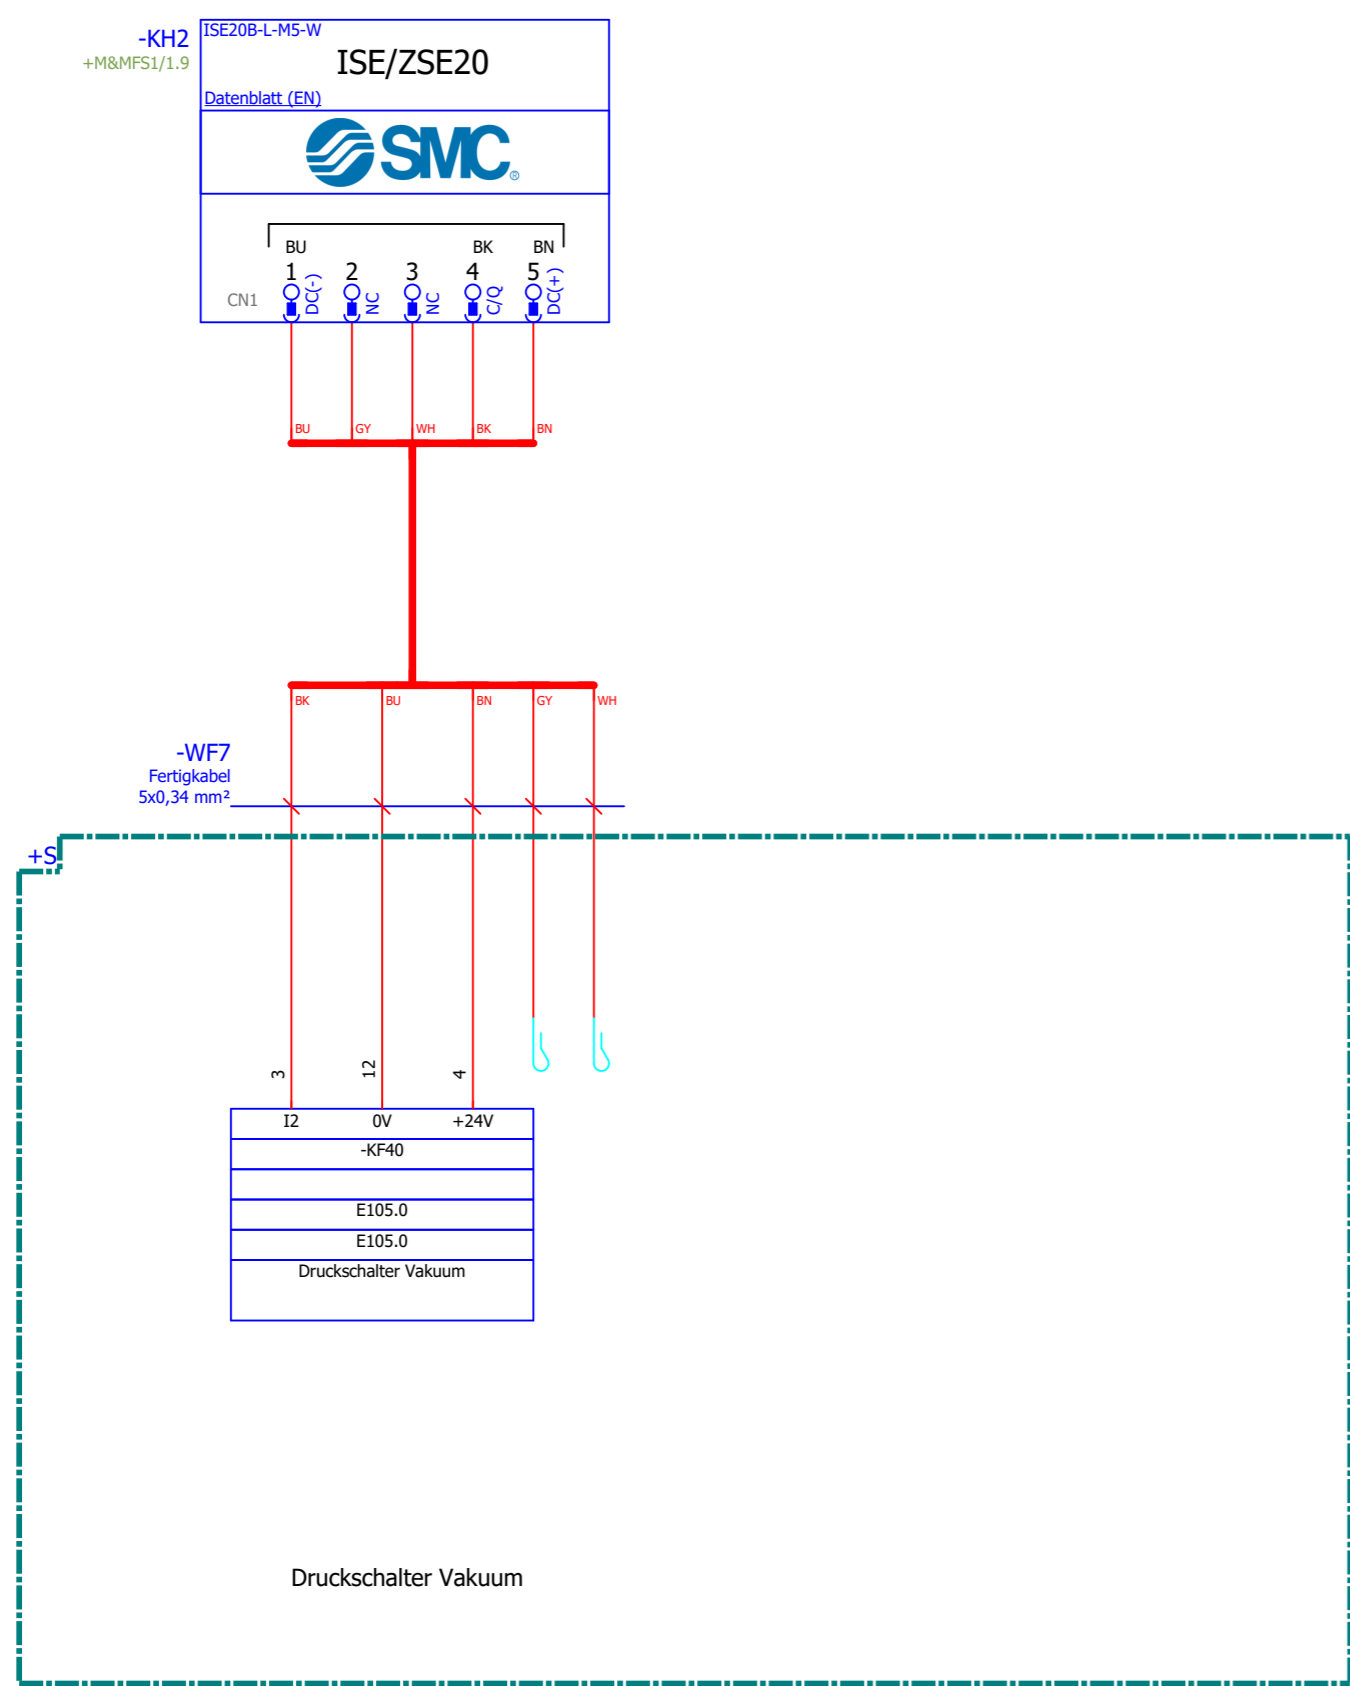 -KH2
+M&MFS1/1.9
ISE20B-L-M5-W
ISE/ZSE20
Datenblatt (EN)
SMC®
BU BK BN
1 2 3 4 5
CN1 DC(-) NC NC C/Q DC(+)
BU GY WH BK BN
BK BU BN GY WH
-WF7
Fertigkabel
5x0,34 mm²
+S
3 12 4
I2 0V +24V
-KF40
E105.0
E105.0
Druckschalter Vakuum
Druckschalter Vakuum